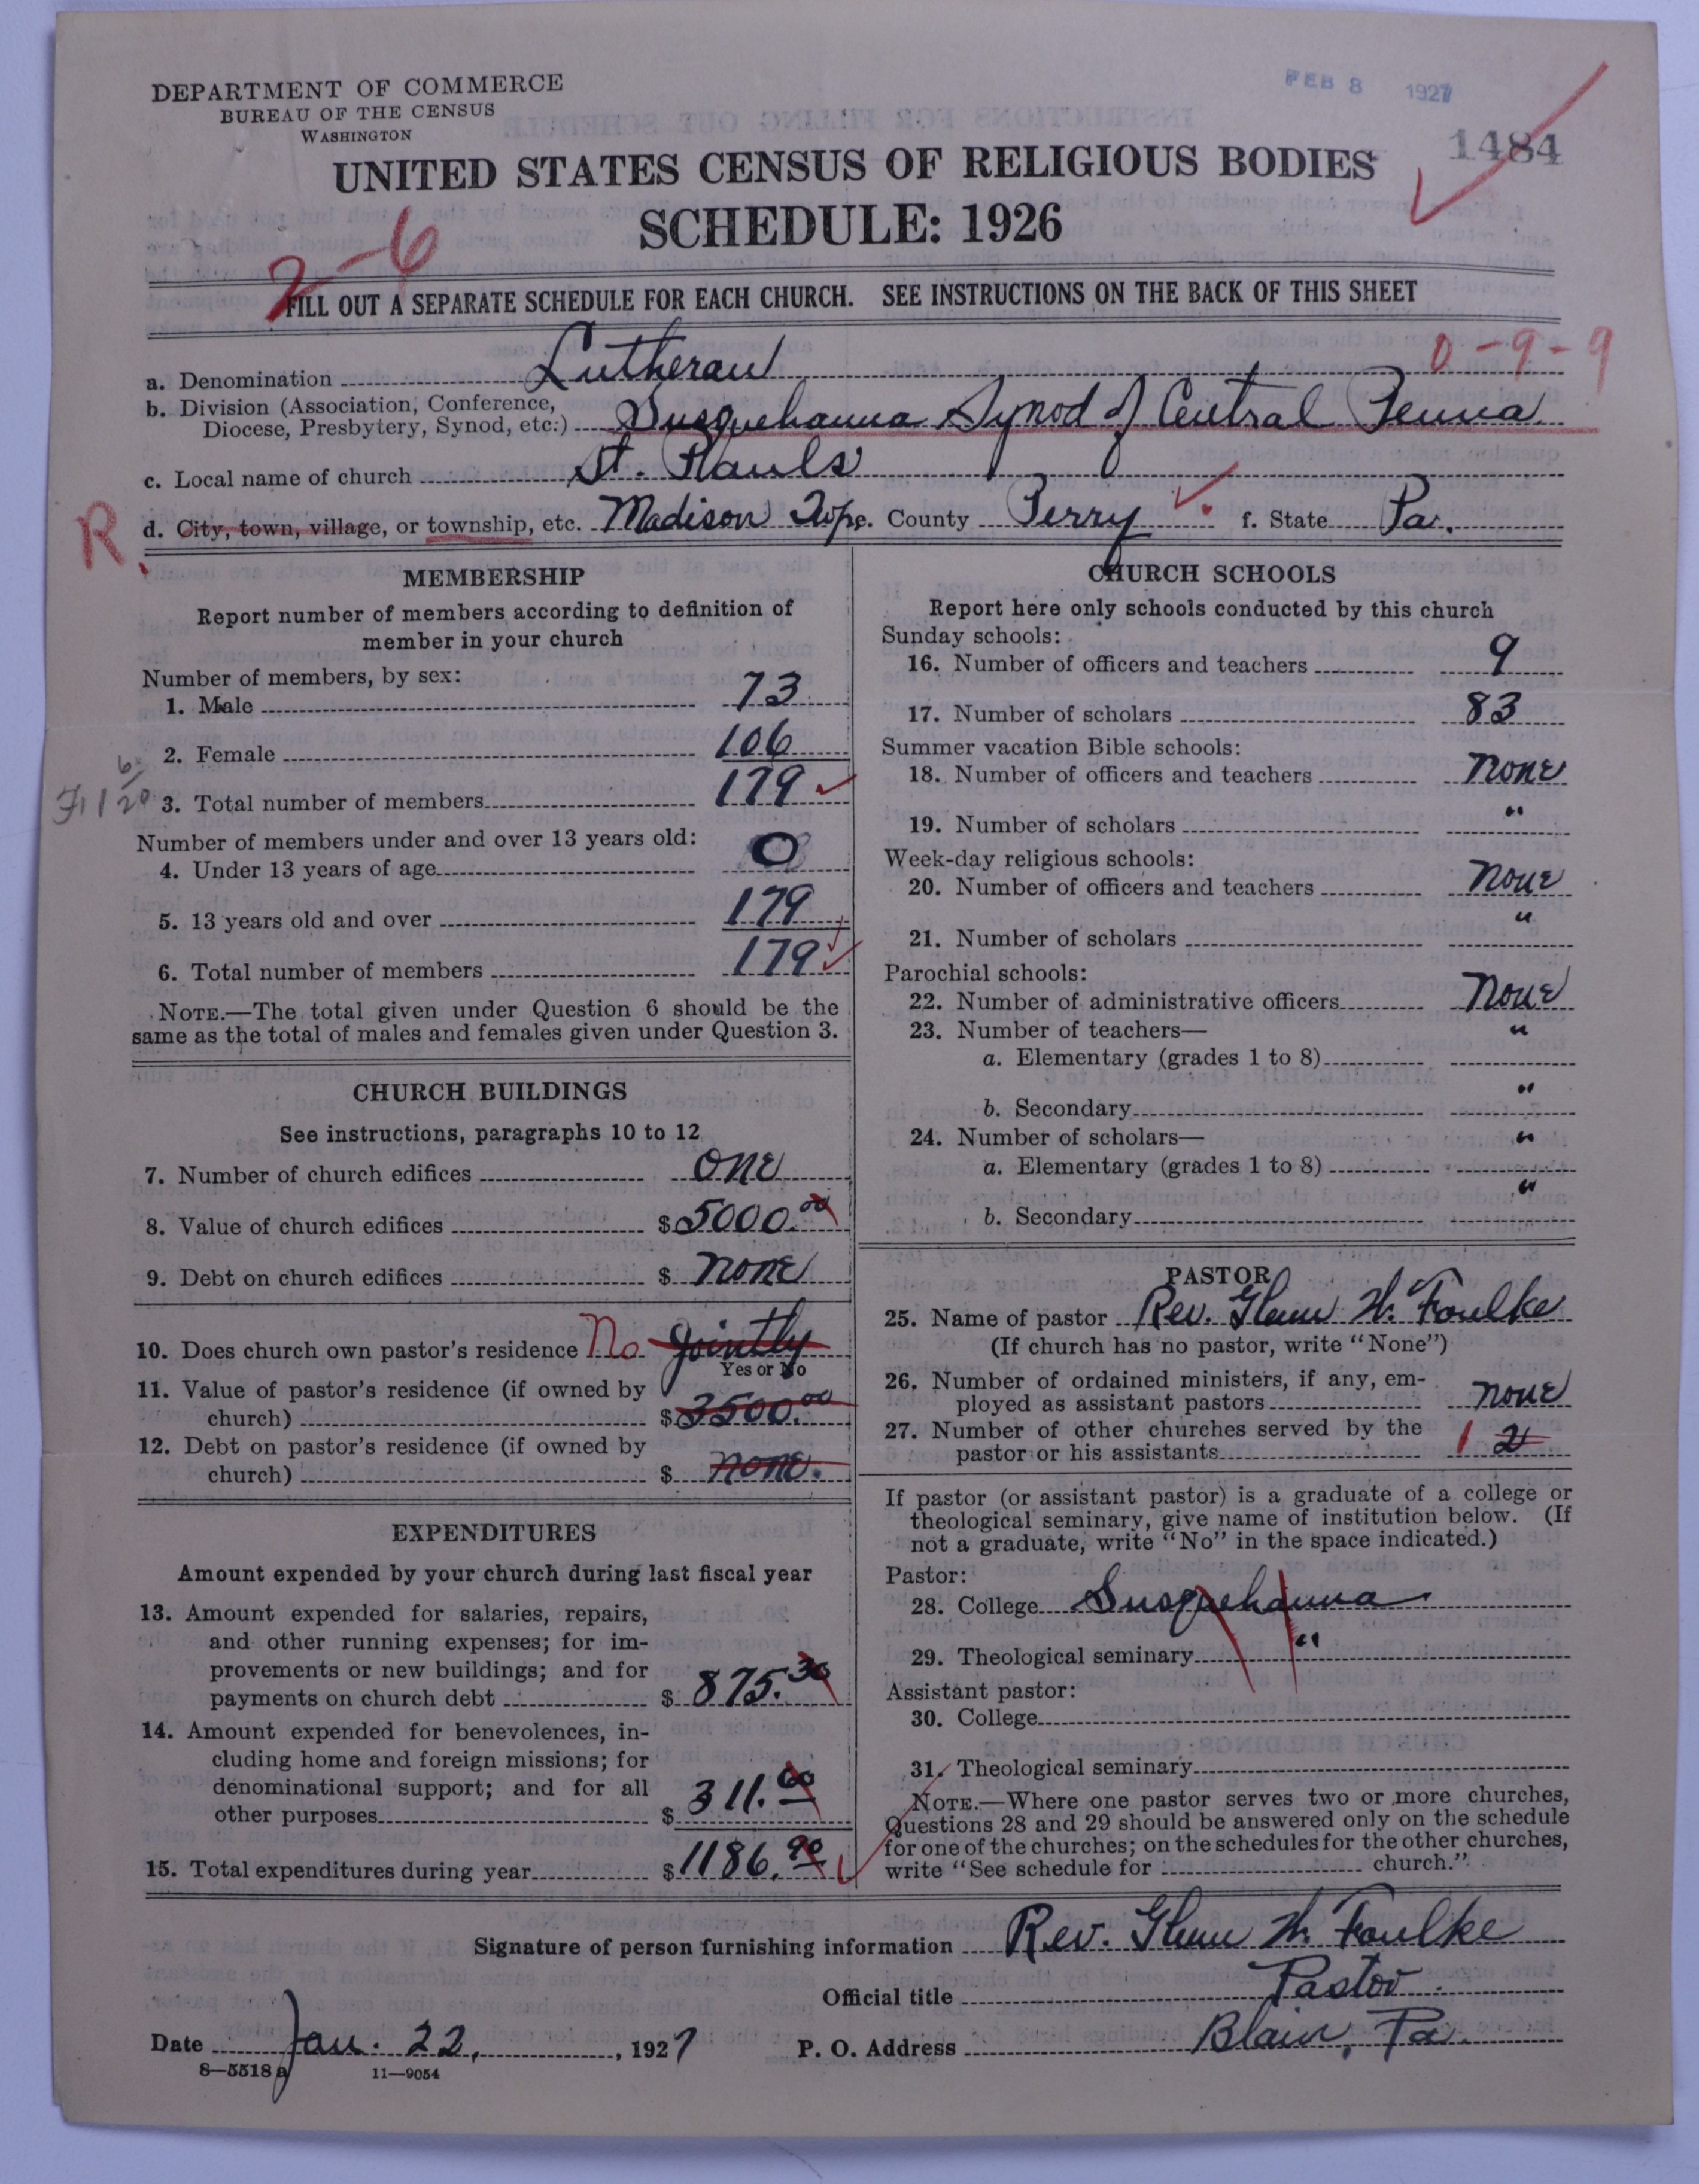 DEPARTMENT OF COMMERCE
BUREAU OF THE CENSUS
WASHINGTON
FEB 8 1927
1484
UNITED STATES CENSUS OF RELIGIOUS BODIES
SCHEDULE: 1926
2-6
FILL OUT A SEPARATE SCHEDULE FOR EACH CHURCH. SEE INSTRUCTIONS ON THE BACK OF THIS SHEET
0-9-9
a. Denomination Lutheran
b. Division (Association, Conference, Diocese, Presbytery, Synod, etc.) Susquehanna Synod of Central Penna.
c. Local name of church St. Pauls
R
d. City, town, village, or township, etc. Madison Twp. e. County Perry f. State Pa.
MEMBERSHIP
Report number of members according to definition of
member in your church
Number of members, by sex:
1. Male 73
2. Female 106
3. Total number of members 179
Number of members under and over 13 years old:
4. Under 13 years of age 0
5. 13 years old and over 179
6. Total number of members 179
NOTE.—The total given under Question 6 should be the
same as the total of males and females given under Question 3.
CHURCH BUILDINGS
See instructions, paragraphs 10 to 12
7. Number of church edifices one
8. Value of church edifices $5000.00
9. Debt on church edifices $ none
10. Does church own pastor's residence No Jointly
Yes or No
11. Value of pastor's residence (if owned by
church) $3500.00
12. Debt on pastor's residence (if owned by
church) $ none.
EXPENDITURES
Amount expended by your church during last fiscal year
13. Amount expended for salaries, repairs,
and other running expenses; for im-
provements or new buildings; and for
payments on church debt $ 875.30
14. Amount expended for benevolences, in-
cluding home and foreign missions; for
denominational support; and for all
other purposes $ 311.60
15. Total expenditures during year $1186.90
CHURCH SCHOOLS
Report here only schools conducted by this church
Sunday schools:
16. Number of officers and teachers 9
17. Number of scholars 83
Summer vacation Bible schools:
18. Number of officers and teachers None
19. Number of scholars "
Week-day religious schools:
20. Number of officers and teachers None
21. Number of scholars "
Parochial schools:
22. Number of administrative officers None
23. Number of teachers— "
a. Elementary (grades 1 to 8)
b. Secondary "
24. Number of scholars— "
a. Elementary (grades 1 to 8)
b. Secondary "
PASTOR
25. Name of pastor Rev. Glenn W. Foulke
(If church has no pastor, write "None")
26. Number of ordained ministers, if any, em-
ployed as assistant pastors none
27. Number of other churches served by the
pastor or his assistants 1 2
If pastor (or assistant pastor) is a graduate of a college or
theological seminary, give name of institution below. (If
not a graduate, write "No" in the space indicated.)
Pastor:
28. College Susquehanna
29. Theological seminary "
Assistant pastor:
30. College
31. Theological seminary
NOTE.—Where one pastor serves two or more churches,
Questions 28 and 29 should be answered only on the schedule
for one of the churches; on the schedules for the other churches,
write "See schedule for church."
Signature of person furnishing information Rev. Glenn W. Foulke
Official title Pastor
Date Jan. 22, 1927 P. O. Address Blain, Pa.
8—5518 a 11—9054